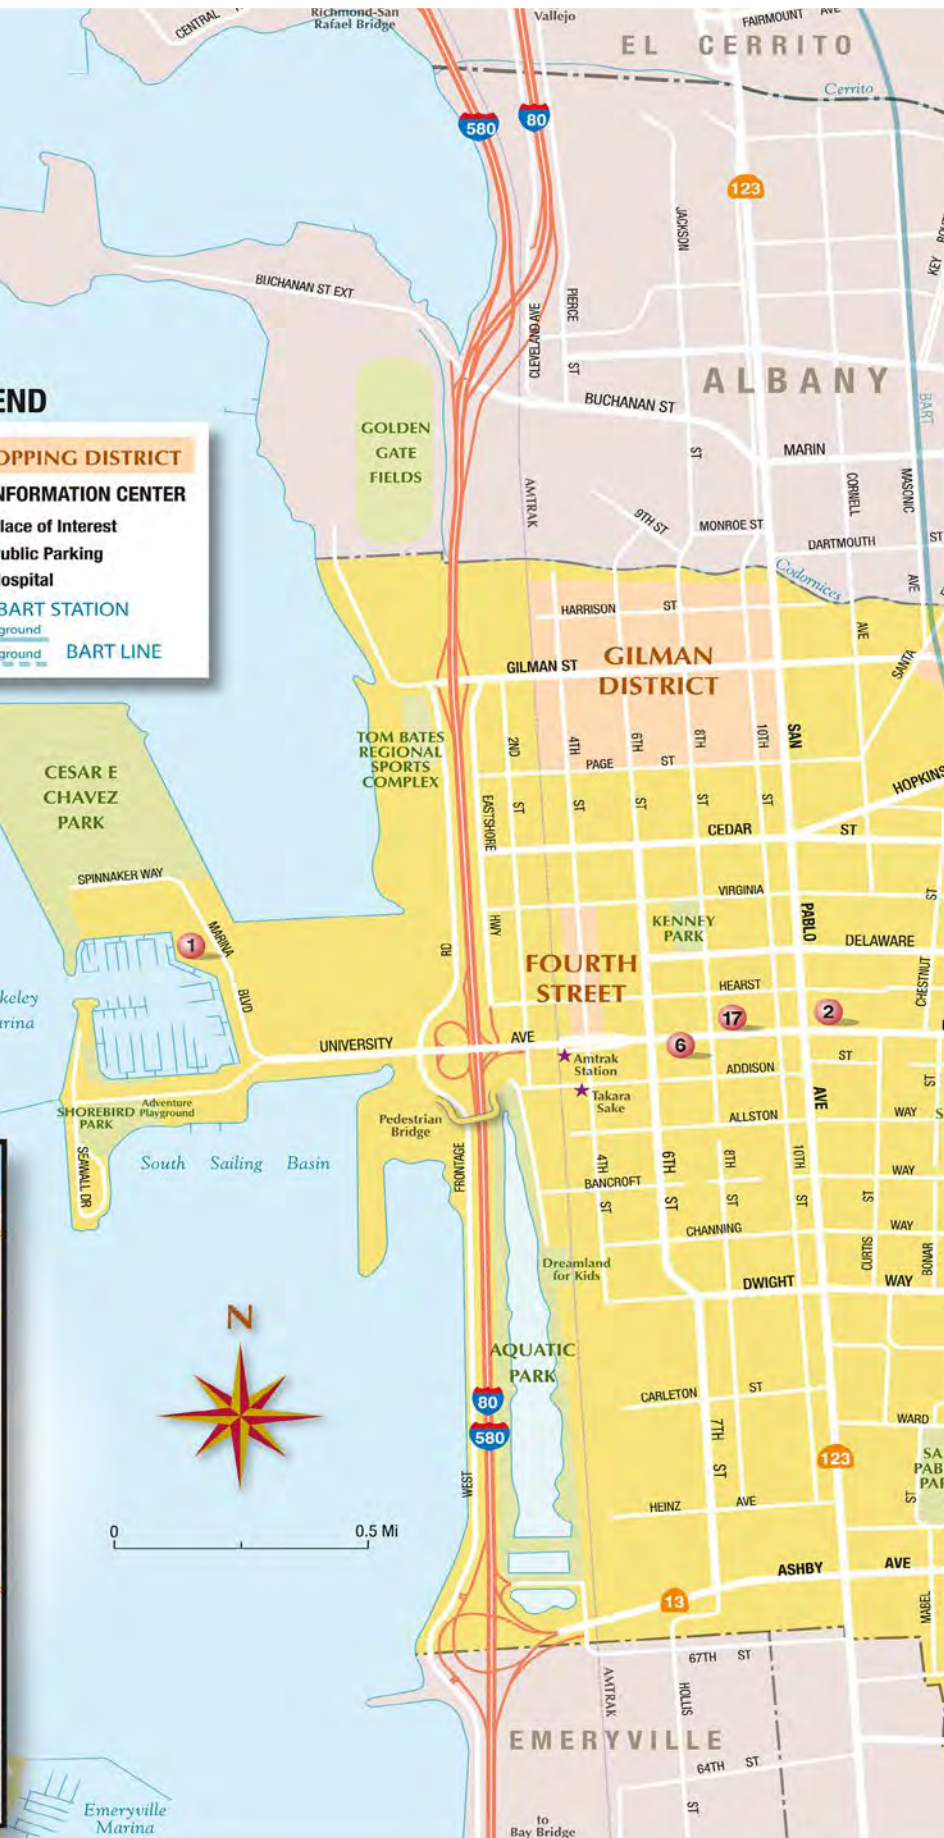 CENTRAL
Richmond-San
Rafael Bridge
Vallejo
FAIRMOUNT AVE
EL CERRITO
Cerrito
580
80
123
JACKSON
ST
KEY
BUCHANAN ST EXT
CLEVELAND AVE
PIERCE
ST
ALBANY
BART
BUCHANAN ST
MARIN
GOLDEN
GATE
FIELDS
AMTRAK
9TH ST
MONROE ST
CORNELL
AVE
MASONIC
AVE
DARTMOUTH
ST
Codornices
END
OPPING DISTRICT
NFORMATION CENTER
lace of Interest
ublic Parking
ospital
BART STATION
ground
ground
BART LINE
HARRISON ST
GILMAN ST
GILMAN
DISTRICT
SANTA
TOM BATES
REGIONAL
SPORTS
COMPLEX
2ND
ST
4TH
ST
6TH
ST
8TH
ST
10TH
ST
SAN
PABLO
AVE
PAGE ST
HOPKINS
CESAR E
CHAVEZ
PARK
EASTSHORE
HWY
CEDAR ST
SPINNAKER WAY
VIRGINIA
ST
MARINA
BLVD
1
RD
KENNEY
PARK
DELAWARE
FOURTH
STREET
HEARST
CHESTNUT
ST
keley
arina
17
2
6
UNIVERSITY AVE
Amtrak
Station
ADDISON
ST
Takara
Sake
SHOREBIRD
PARK
Adventure
Playground
Pedestrian
Bridge
ALLSTON
WAY
S
South Sailing Basin
SEAWALL DR
FRONTAGE
4TH
ST
6TH
ST
8TH
ST
10TH
ST
BANCROFT
WAY
CHANNING
WAY
CURTIS
ST
BONAR
Dreamland
for Kids
DWIGHT WAY
N
AQUATIC
PARK
80
580
CARLETON ST
WARD
7TH
ST
123
SA
PAB
PAR
ST
WEST
HEINZ AVE
0 0.5 Mi
ASHBY AVE
13
MABEL
67TH ST
AMTRAK
HOLLIS
ST
EMERYVILLE
64TH ST
Emeryville
Marina
to
Bay Bridge